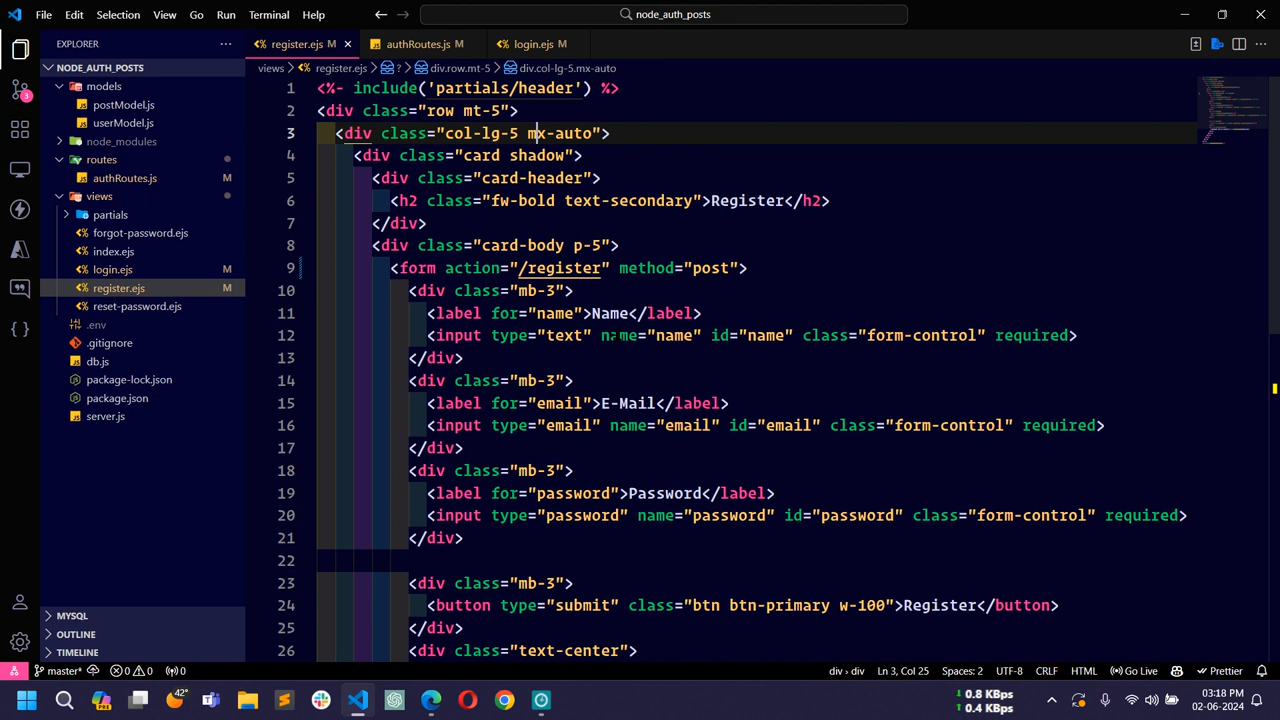 File Edit Selection View Go Run Terminal Help
node_auth_posts
EXPLORER
register.ejs M
authRoutes.js M
login.ejs M
NODE_AUTH_POSTS
models
postModel.js
userModel.js
node_modules
routes
authRoutes.js M
views
partials
forgot-password.ejs
index.ejs
login.ejs M
register.ejs M
reset-password.ejs
.env
.gitignore
db.js
package-lock.json
package.json
server.js
MYSQL
OUTLINE
TIMELINE
views > register.ejs > ? > div.row.mt-5 > div.col-lg-5.mx-auto
1 <%- include('partials/header') %>
2 <div class="row mt-5">
3 <div class="col-lg-5 mx-auto">
4 <div class="card shadow">
5 <div class="card-header">
6 <h2 class="fw-bold text-secondary">Register</h2>
7 </div>
8 <div class="card-body p-5">
9 <form action="/register" method="post">
10 <div class="mb-3">
11 <label for="name">Name</label>
12 <input type="text" name="name" id="name" class="form-control" required>
13 </div>
14 <div class="mb-3">
15 <label for="email">E-Mail</label>
16 <input type="email" name="email" id="email" class="form-control" required>
17 </div>
18 <div class="mb-3">
19 <label for="password">Password</label>
20 <input type="password" name="password" id="password" class="form-control" required>
21 </div>
22
23 <div class="mb-3">
24 <button type="submit" class="btn btn-primary w-100">Register</button>
25 </div>
26 <div class="text-center">
3
master* 0 0 0
div > div Ln 3, Col 25 Spaces: 2 UTF-8 CRLF HTML Go Live Prettier
PRE
42°
0.8 KB/s
0.4 KB/s
03:18 PM
02-06-2024